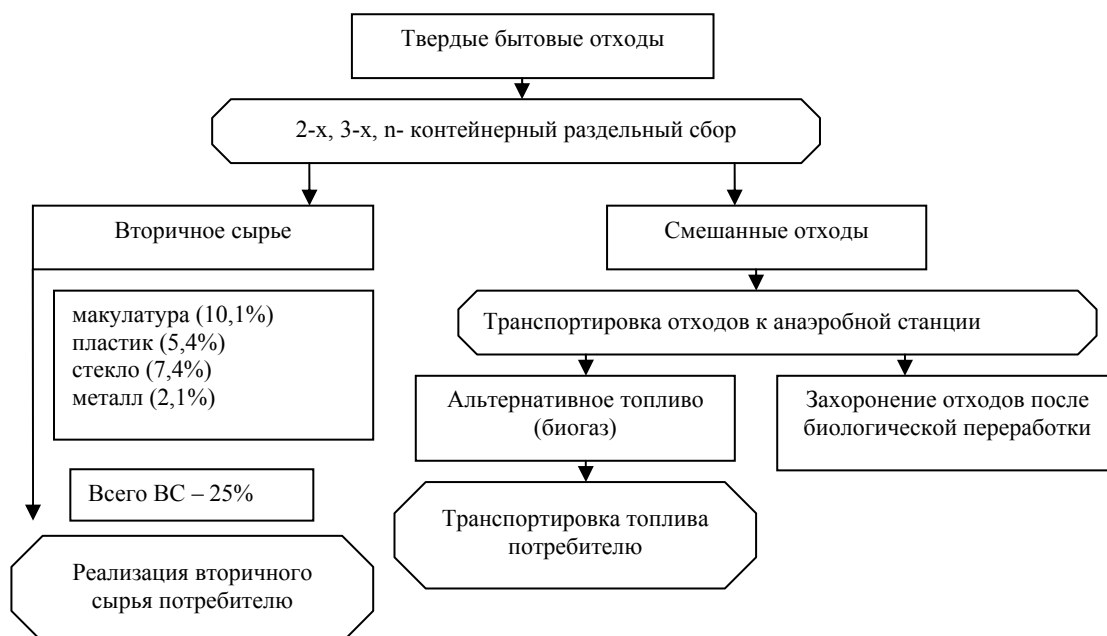 Твердые бытовые отходы
2-х, 3-х, n- контейнерный раздельный сбор
Вторичное сырье
Смешанные отходы
макулатура (10,1%)
пластик (5,4%)
стекло (7,4%)
металл (2,1%)
Всего ВС – 25%
Реализация вторичного
сырья потребителю
Транспортировка отходов к анаэробной станции
Альтернативное топливо
(биогаз)
Захоронение отходов после
биологической переработки
Транспортировка топлива
потребителю